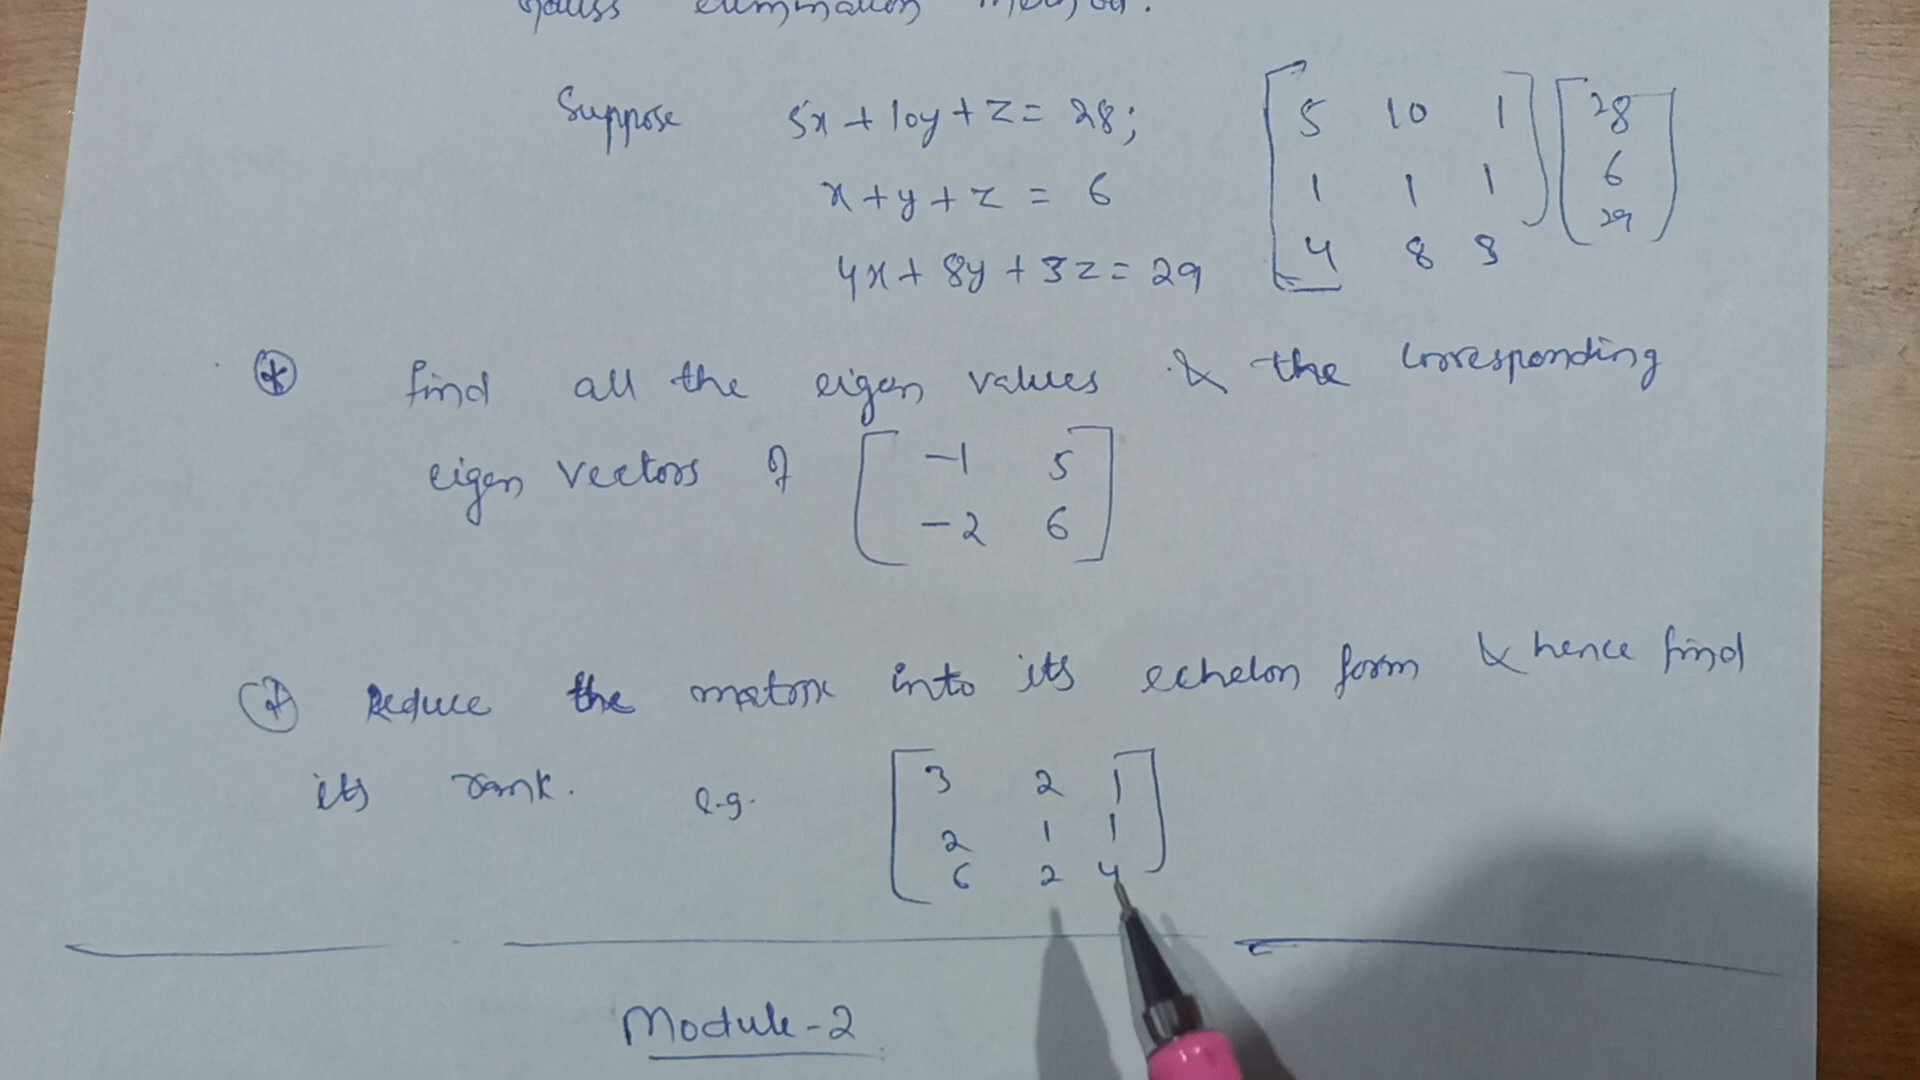 Gauss elimination method.
Suppose 5x + 10y + z = 28; [5 10 1] [28]
x + y + z = 6 [1 1 1] [6]
4x + 8y + 3z = 29 [4 8 3] [29]
find all the eigen values & the corresponding
eigen vectors of [-1 5]
[-2 6]
Reduce the matrix into its echelon form & hence find
its rank. e.g. [3 2 1]
[2 1 1]
[6 2 4]
Module-2